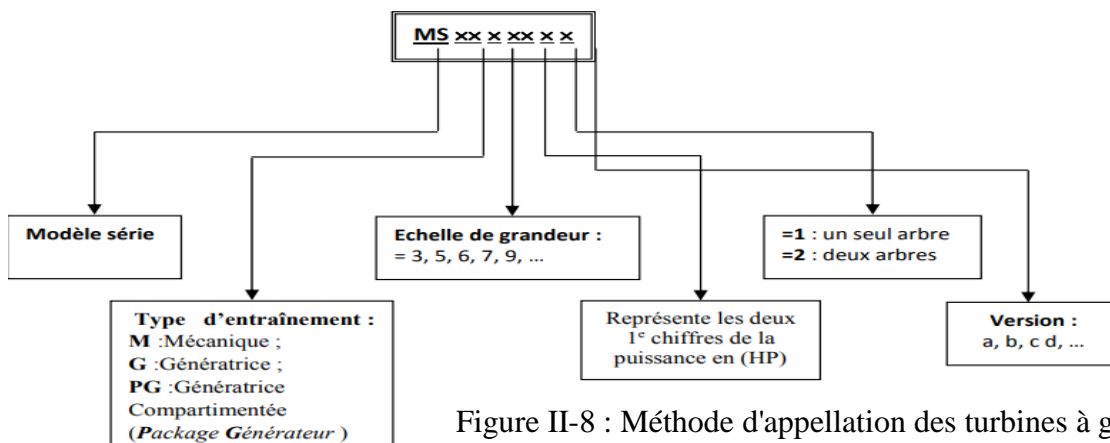 MS xx x xx x x
Modèle série
Echelle de grandeur :
= 3, 5, 6, 7, 9, ...
=1 : un seul arbre
=2 : deux arbres
Type d'entraînement :
M :Mécanique ;
G :Génératrice ;
PG :Génératrice
Compartimentée
(Package Générateur )
Représente les deux
1e chiffres de la
puissance en (HP)
Version :
a, b, c d, ...
Figure II-8 : Méthode d'appellation des turbines à g